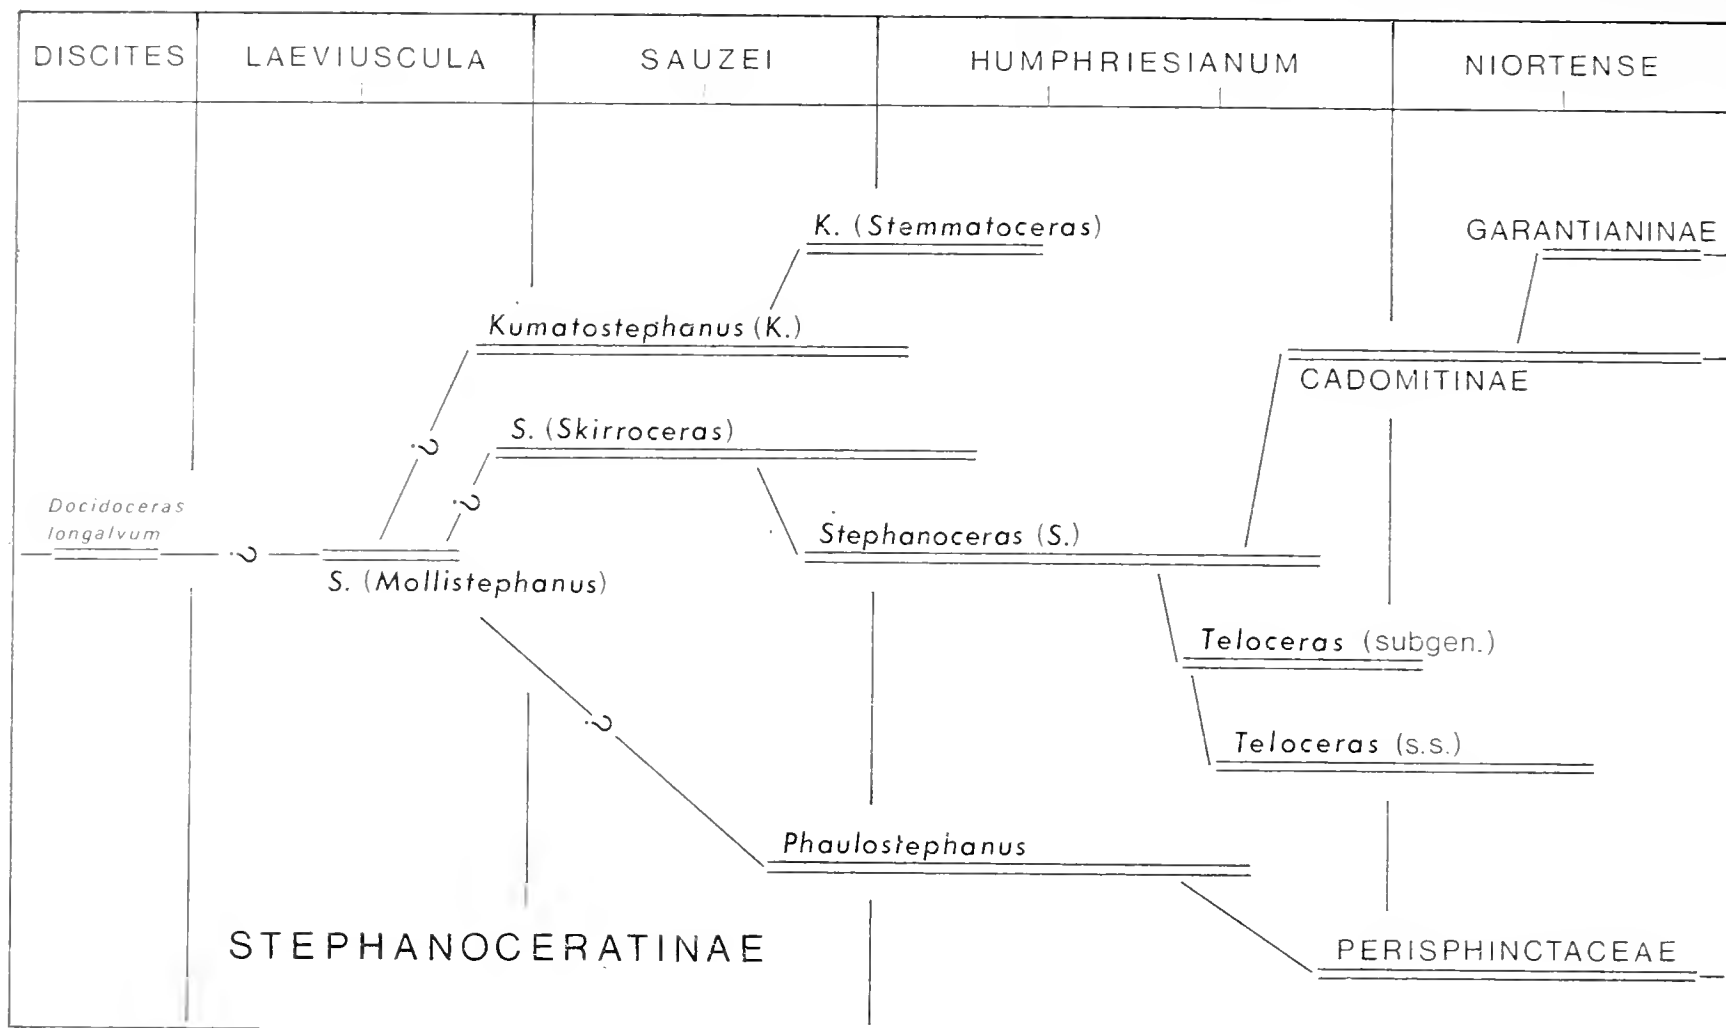 DISCITES
LAEVIUSCULA
SAUZEI
HUMPHRIESIANUM
NIORTENSE
K. (Stemmatoceras)
GARANTIANINAE
Kumatostephanus (K.)
CADOMITINAE
?
S. (Skirroceras)
?
Docidoceras
longalvum
?
Stephanoceras (S.)
S. (Mollistephanus)
Teloceras (subgen.)
?
Teloceras (s.s.)
Phaulostephanus
STEPHANOCERATINAE
PERISPHINCTACEAE